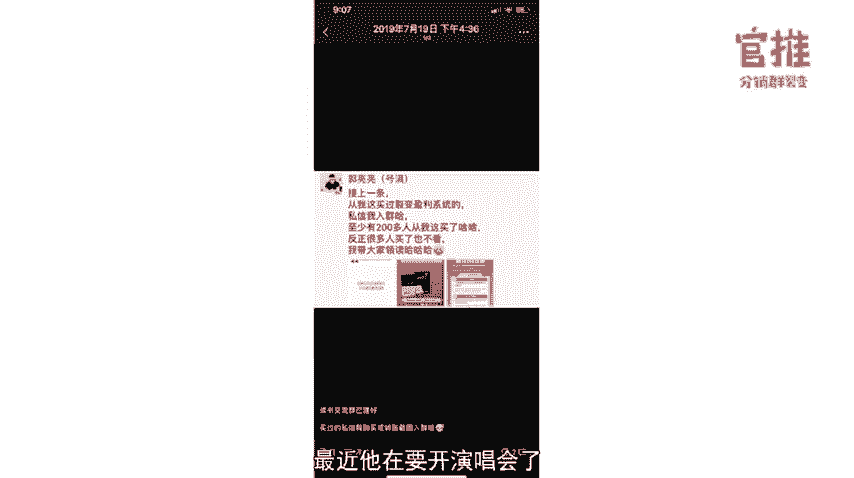 官推
分销群裂变
9:07
2019年7月19日 下午4:36
郭亮亮（号满）
接上一条，
从我这买过裂变盈利系统的，
私信我入群哈，
至少有200多人从我这买了哈哈，
反正很多人买了也不看，
我带大家领读哈哈哈
最近他在要开演唱会了